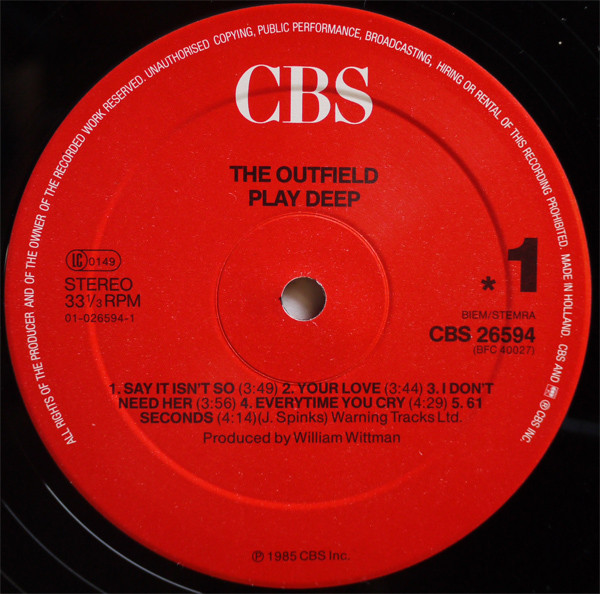 ALL RIGHTS OF THE PRODUCER AND OF THE OWNER OF THE RECORDED WORK RESERVED. UNAUTHORISED COPYING, PUBLIC PERFORMANCE, BROADCASTING, HIRING OR RENTAL OF THIS RECORDING PROHIBITED. MADE IN HOLLAND. CBS AND ℗ CBS INC.
CBS
THE OUTFIELD
PLAY DEEP
LC 0149
STEREO
33⅓ RPM
01-026594-1
* 1
BIEM/STEMRA
CBS 26594
(BFC 40027)
1. SAY IT ISN'T SO (3:49) 2. YOUR LOVE (3:44) 3. I DON'T
NEED HER (3:56) 4. EVERYTIME YOU CRY (4:29) 5. 61
SECONDS (4:14)(J. Spinks) Warning Tracks Ltd.
Produced by William Wittman
℗ 1985 CBS Inc.